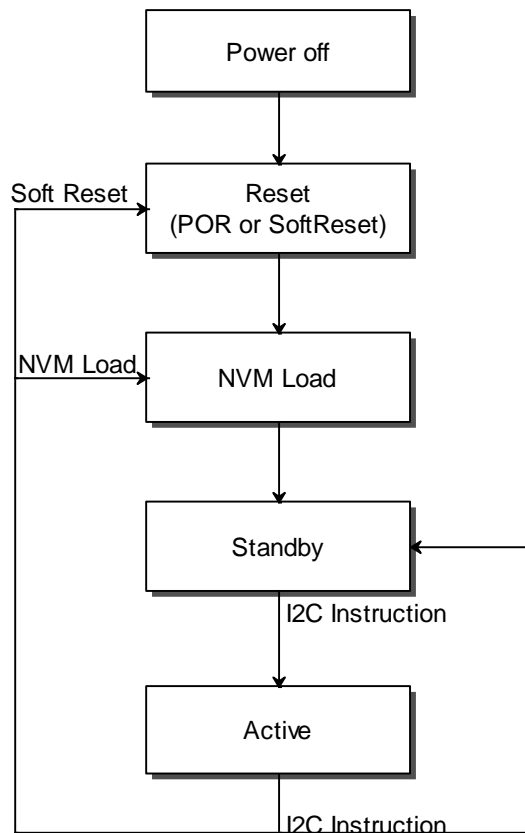 Power off
Soft Reset
Reset
(POR or SoftReset)
NVM Load
NVM Load
Standby
I2C Instruction
Active
I2C Instruction